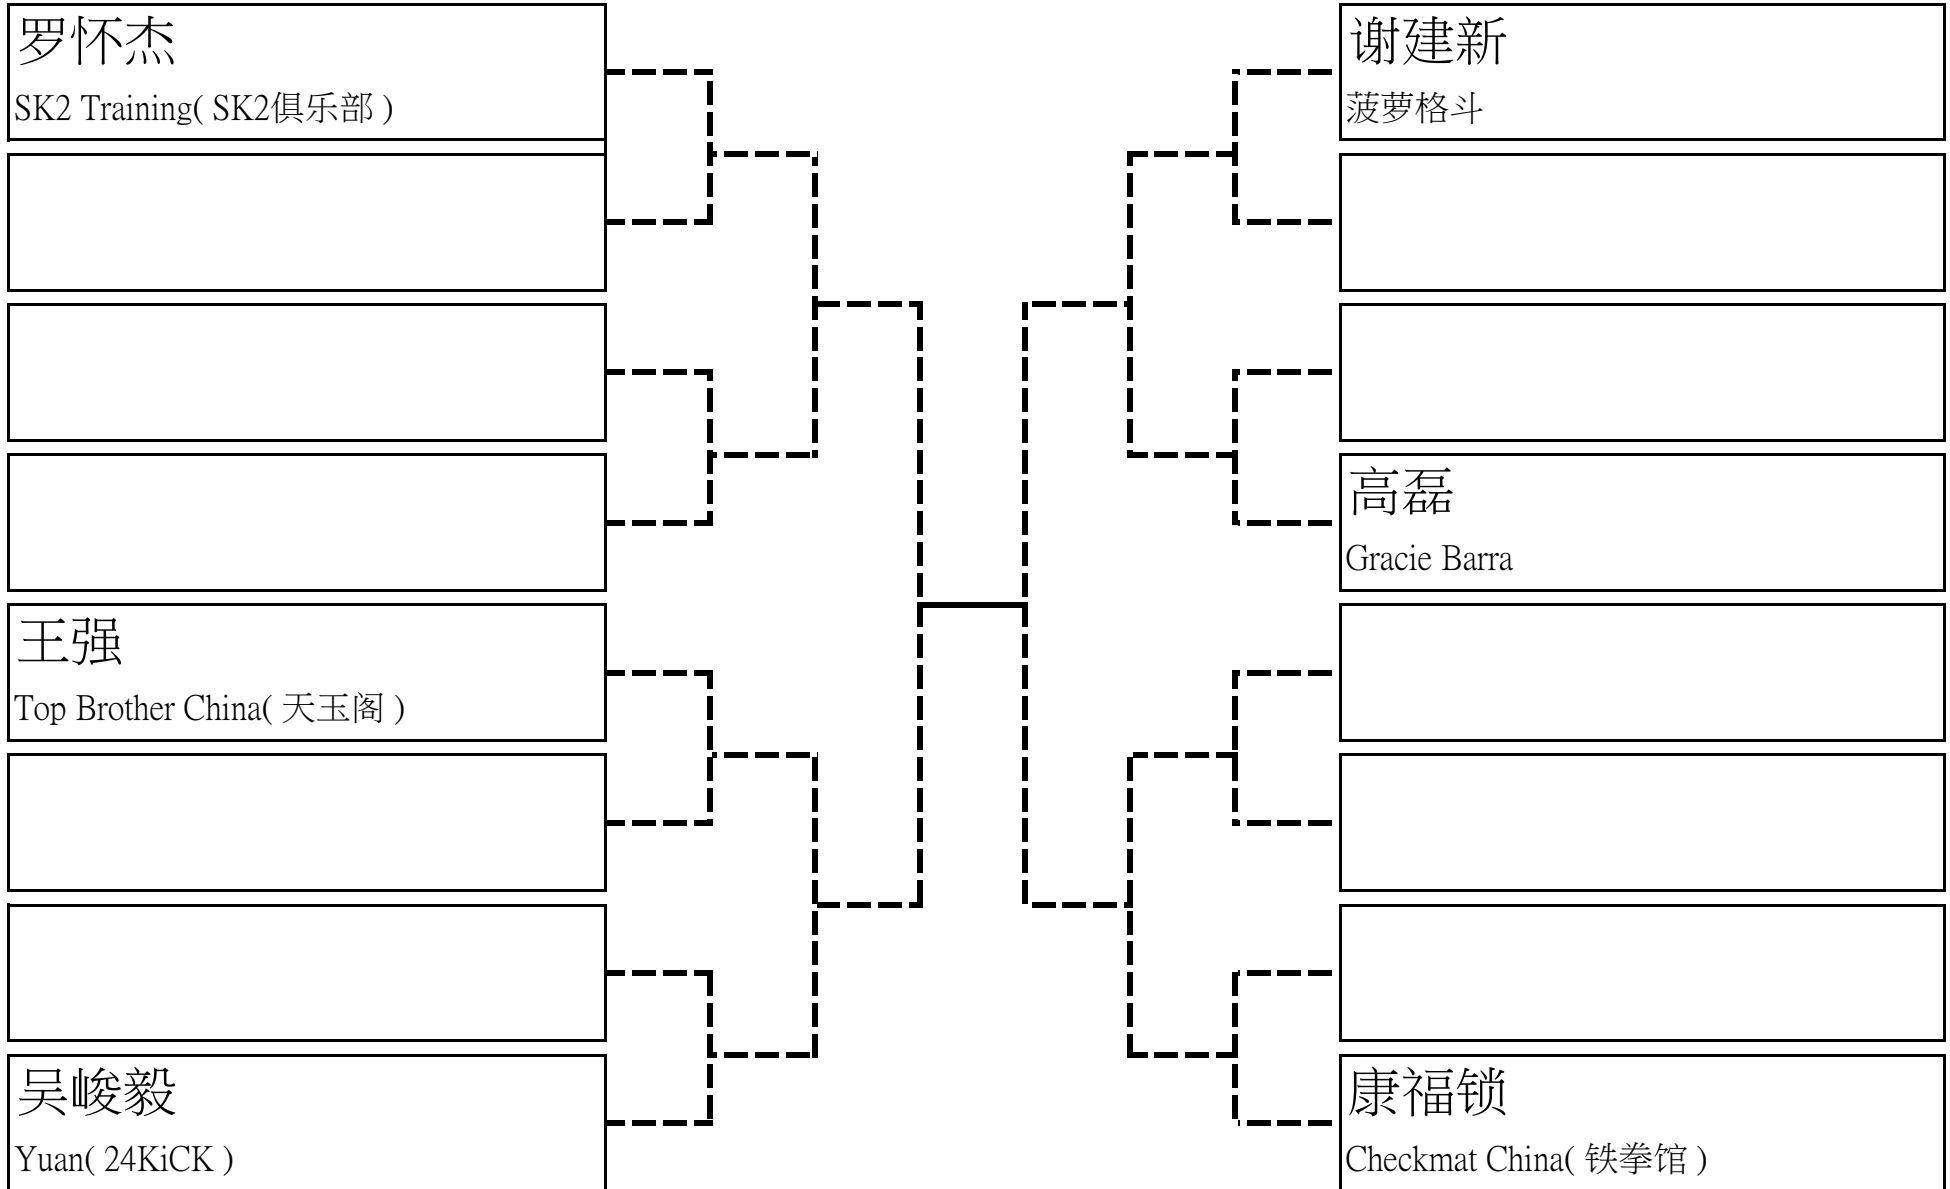 罗怀杰
SK2 Training( SK2俱乐部 )
王强
Top Brother China( 天玉阁 )
吴峻毅
Yuan( 24KiCK )
谢建新
菠萝格斗
高磊
Gracie Barra
康福锁
Checkmat China( 铁拳馆 )